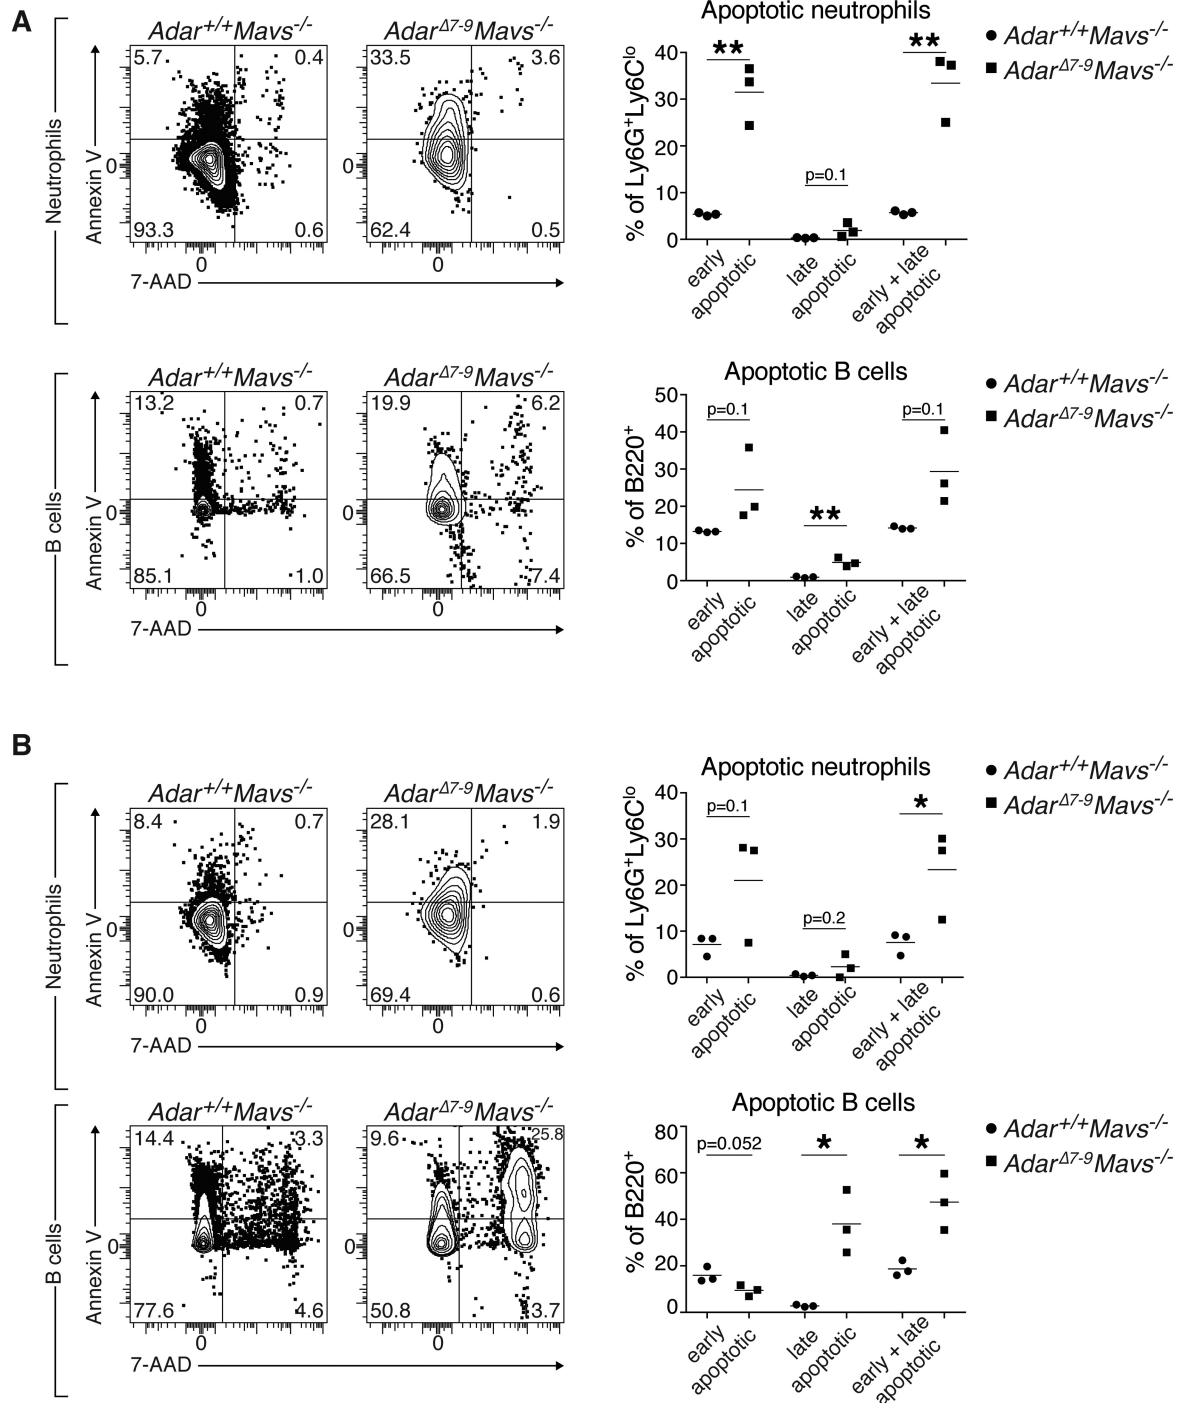 A
Neutrophils
Adar+/+Mavs-/-
AdarΔ7-9Mavs-/-
5.7
0.4
93.3
0.6
33.5
3.6
62.4
0.5
Annexin V
0
0
0
0
7-AAD
Apoptotic neutrophils
% of Ly6G+Ly6Clo
40
30
20
10
0
**
p=0.1
**
early
apoptotic
late
apoptotic
early + late
apoptotic
Adar+/+Mavs-/-
AdarΔ7-9Mavs-/-
B cells
Adar+/+Mavs-/-
AdarΔ7-9Mavs-/-
13.2
0.7
85.1
1.0
19.9
6.2
66.5
7.4
Annexin V
0
0
0
0
7-AAD
Apoptotic B cells
% of B220+
50
40
30
20
10
0
p=0.1
**
p=0.1
early
apoptotic
late
apoptotic
early + late
apoptotic
Adar+/+Mavs-/-
AdarΔ7-9Mavs-/-
B
Neutrophils
Adar+/+Mavs-/-
AdarΔ7-9Mavs-/-
8.4
0.7
90.0
0.9
28.1
1.9
69.4
0.6
Annexin V
0
0
0
0
7-AAD
Apoptotic neutrophils
% of Ly6G+Ly6Clo
40
30
20
10
0
p=0.1
p=0.2
*
early
apoptotic
late
apoptotic
early + late
apoptotic
Adar+/+Mavs-/-
AdarΔ7-9Mavs-/-
B cells
Adar+/+Mavs-/-
AdarΔ7-9Mavs-/-
14.4
3.3
77.6
4.6
9.6
25.8
50.8
3.7
Annexin V
0
0
0
0
7-AAD
Apoptotic B cells
% of B220+
80
60
40
20
0
p=0.052
*
*
early
apoptotic
late
apoptotic
early + late
apoptotic
Adar+/+Mavs-/-
AdarΔ7-9Mavs-/-